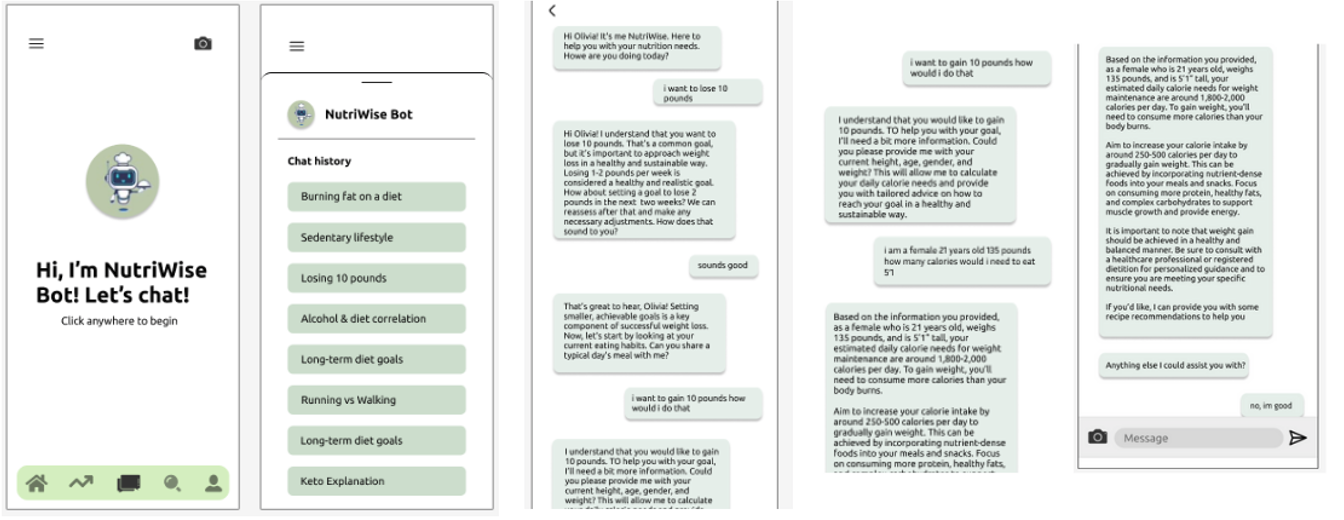 Hi, I'm NutriWise
Bot! Let's chat!
Click anywhere to begin
NutriWise Bot
Chat history
Burning fat on a diet
Sedentary lifestyle
Losing 10 pounds
Alcohol & diet correlation
Long-term diet goals
Running vs Walking
Long-term diet goals
Keto Explanation
Hi Olivia! It's me NutriWise. Here to
help you with your nutrition needs.
Howe are you doing today?
i want to lose 10
pounds
Hi Olivia! I understand that you want to
lose 10 pounds. That's a common goal,
but it's important to approach weight
loss in a healthy and sustainable way.
Losing 1-2 pounds per week is
considered a healthy and realistic goal.
How about setting a goal to lose 2
pounds in the next two weeks? We can
reassess after that and make any
necessary adjustments. How does that
sound to you?
sounds good
That's great to hear, Olivia! Setting
smaller, achievable goals is a key
component of successful weight loss.
Now, let's start by looking at your
current eating habits. Can you share a
typical day's meal with me?
i want to gain 10 pounds how
would i do that
I understand that you would like to gain
10 pounds. TO help you with your goal,
I'll need a bit more information. Could
you please provide me with your
current height, age, gender, and
weight? This will allow me to calculate
your daily calorie needs and provide
i want to gain 10 pounds how
would i do that
I understand that you would like to gain
10 pounds. TO help you with your goal,
I'll need a bit more information. Could
you please provide me with your
current height, age, gender, and
weight? This will allow me to calculate
your daily calorie needs and provide
you with tailored advice on how to
reach your goal in a healthy and
sustainable way.
i am a female 21 years old 135 pounds
how many calories would i need to eat
5'1
Based on the information you provided,
as a female who is 21 years old, weighs
135 pounds, and is 5'1" tall, your
estimated daily calorie needs for weight
maintenance are around 1,800-2,000
calories per day. To gain weight, you'll
need to consume more calories than your
body burns.
Aim to increase your calorie intake by
around 250-500 calories per day to
gradually gain weight. This can be
achieved by incorporating nutrient-dense
foods into your meals and snacks. Focus
on consuming more protein, healthy fats,
and complex carbohydrates to support
Based on the information you provided,
as a female who is 21 years old, weighs
135 pounds, and is 5'1" tall, your
estimated daily calorie needs for weight
maintenance are around 1,800-2,000
calories per day. To gain weight, you'll
need to consume more calories than your
body burns.
Aim to increase your calorie intake by
around 250-500 calories per day to
gradually gain weight. This can be
achieved by incorporating nutrient-dense
foods into your meals and snacks. Focus
on consuming more protein, healthy fats,
and complex carbohydrates to support
muscle growth and provide energy.
It is important to note that weight gain
should be achieved in a healthy and
balanced manner. Be sure to consult with
a healthcare professional or registered
dietition for personalized guidance and to
ensure you are meeting your specific
nutritional needs.
If you'd like, I can provide you with some
recipe recommendations to help you
Anything else I could assist you with?
no, im good
Message